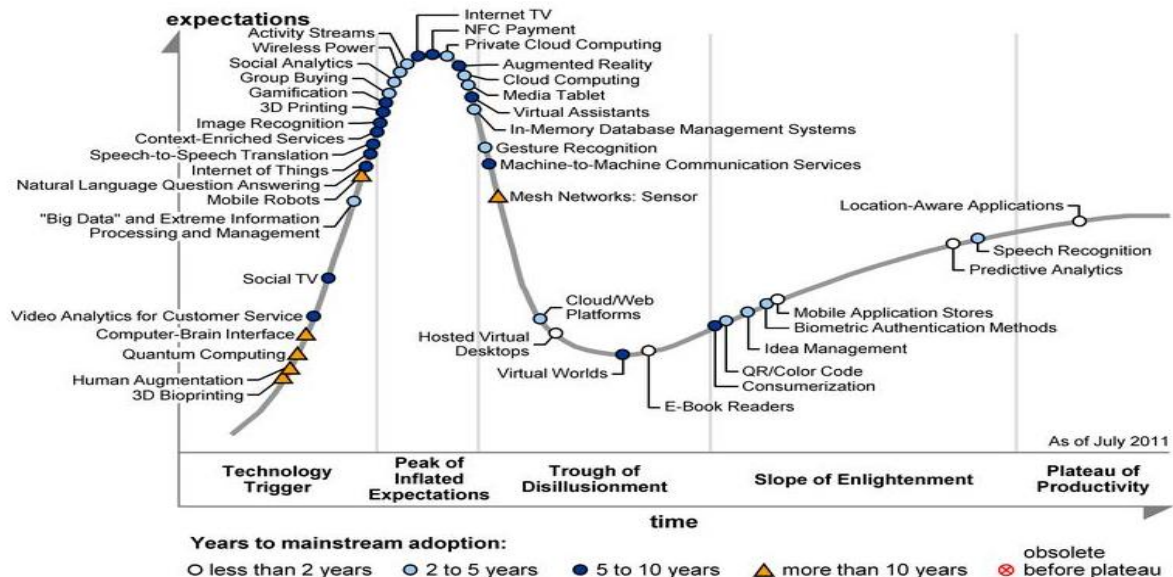 expectations
Activity Streams
Wireless Power
Social Analytics
Group Buying
Gamification
3D Printing
Image Recognition
Context-Enriched Services
Speech-to-Speech Translation
Internet of Things
Natural Language Question Answering
Mobile Robots
"Big Data" and Extreme Information
Processing and Management
Social TV
Video Analytics for Customer Service
Computer-Brain Interface
Quantum Computing
Human Augmentation
3D Bioprinting
Internet TV
NFC Payment
Private Cloud Computing
Augmented Reality
Cloud Computing
Media Tablet
Virtual Assistants
In-Memory Database Management Systems
Gesture Recognition
Machine-to-Machine Communication Services
Mesh Networks: Sensor
Cloud/Web
Platforms
Hosted Virtual
Desktops
Virtual Worlds
E-Book Readers
Consumerization
QR/Color Code
Idea Management
Biometric Authentication Methods
Mobile Application Stores
Predictive Analytics
Speech Recognition
Location-Aware Applications
As of July 2011
Technology
Trigger
Peak of
Inflated
Expectations
Trough of
Disillusionment
Slope of Enlightenment
Plateau of
Productivity
time
Years to mainstream adoption:
less than 2 years
2 to 5 years
5 to 10 years
more than 10 years
obsolete
before plateau